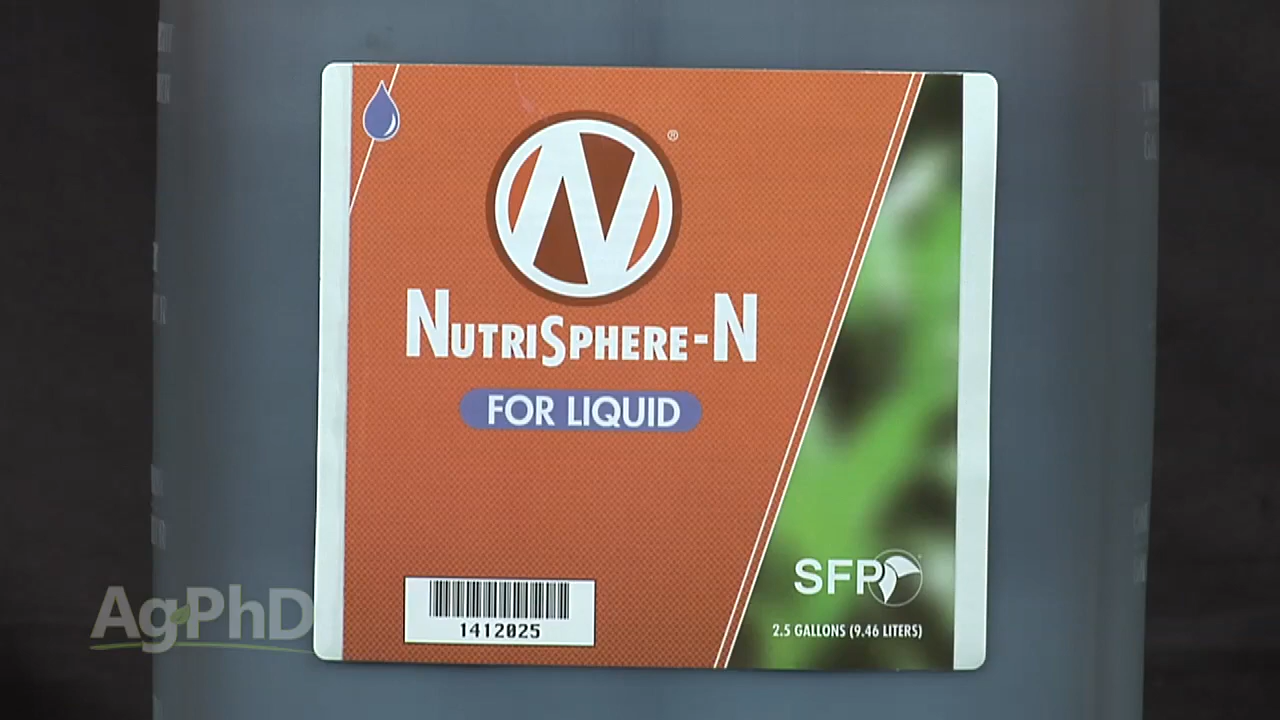 N®
NUTRISPHERE-N
FOR LIQUID
SFP
2.5 GALLONS (9.46 LITERS)
1412025
AgPhD